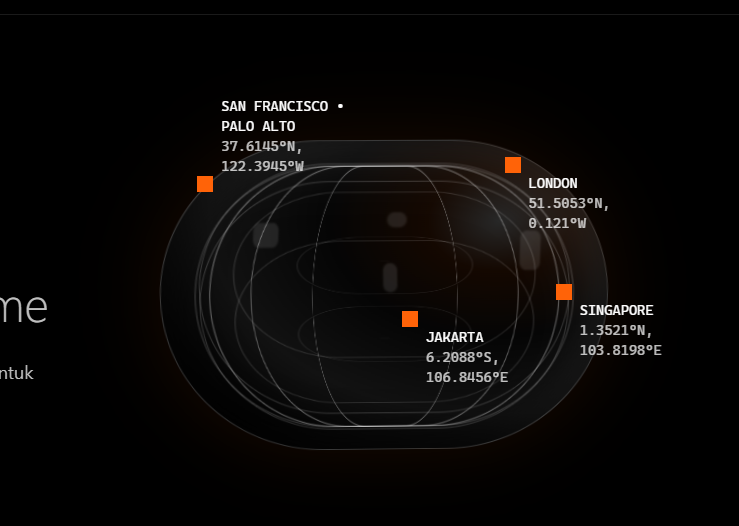 SAN FRANCISCO •
PALO ALTO
37.6145°N,
122.3945°W
LONDON
51.5053°N,
0.121°W
me
SINGAPORE
1.3521°N,
103.8198°E
JAKARTA
6.2088°S,
106.8456°E
ntuk